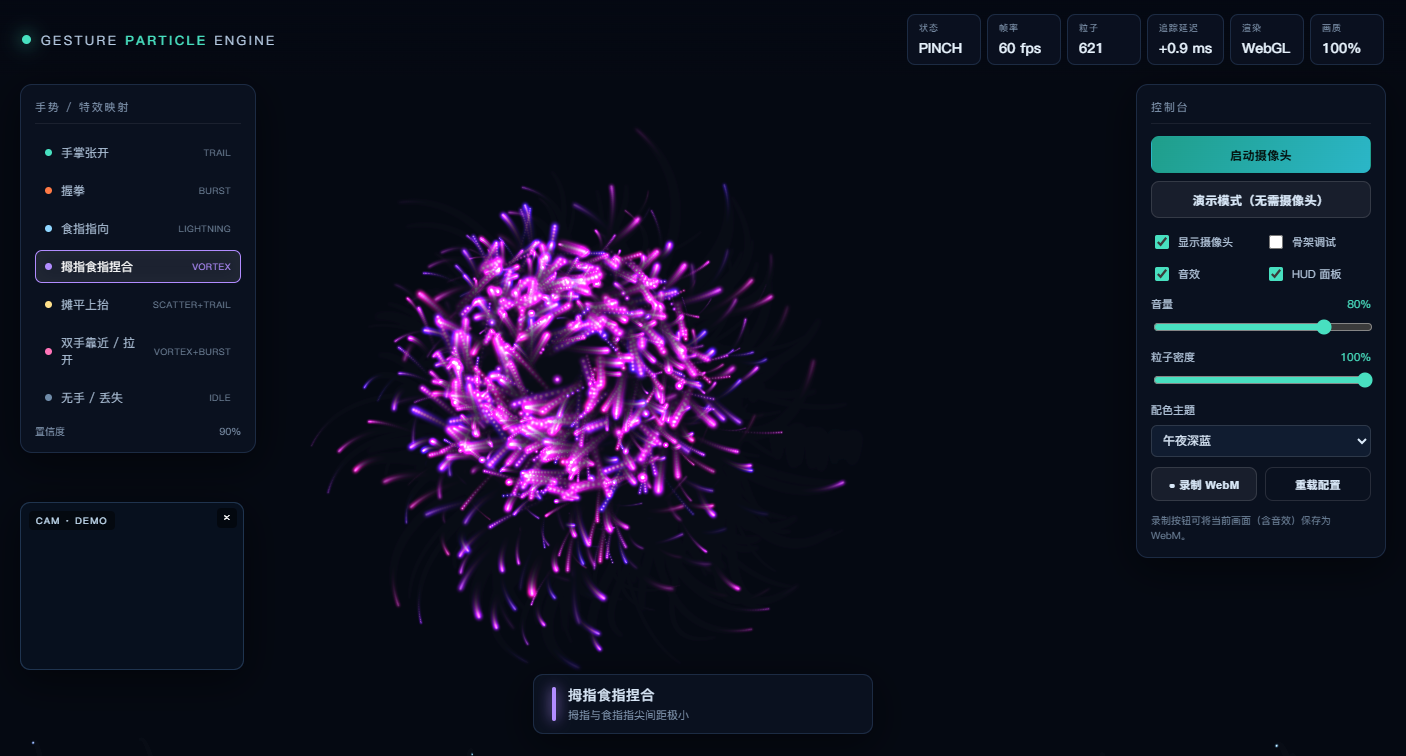 GESTURE PARTICLE ENGINE
状态
PINCH
帧率
60 fps
粒子
621
追踪延迟
+0.9 ms
渲染
WebGL
画质
100%
手势 / 特效映射
手掌张开 TRAIL
握拳 BURST
食指指向 LIGHTNING
拇指食指捏合 VORTEX
摊平上抬 SCATTER+TRAIL
双手靠近 / 拉
开
VORTEX+BURST
无手 / 丢失 IDLE
置信度 90%
CAM · DEMO
×
控制台
启动摄像头
演示模式（无需摄像头）
显示摄像头 骨架调试
音效 HUD 面板
音量 80%
粒子密度 100%
配色主题
午夜深蓝
● 录制 WebM 重载配置
录制按钮可将当前画面（含音效）保存为
WebM。
拇指食指捏合
拇指与食指指尖间距极小